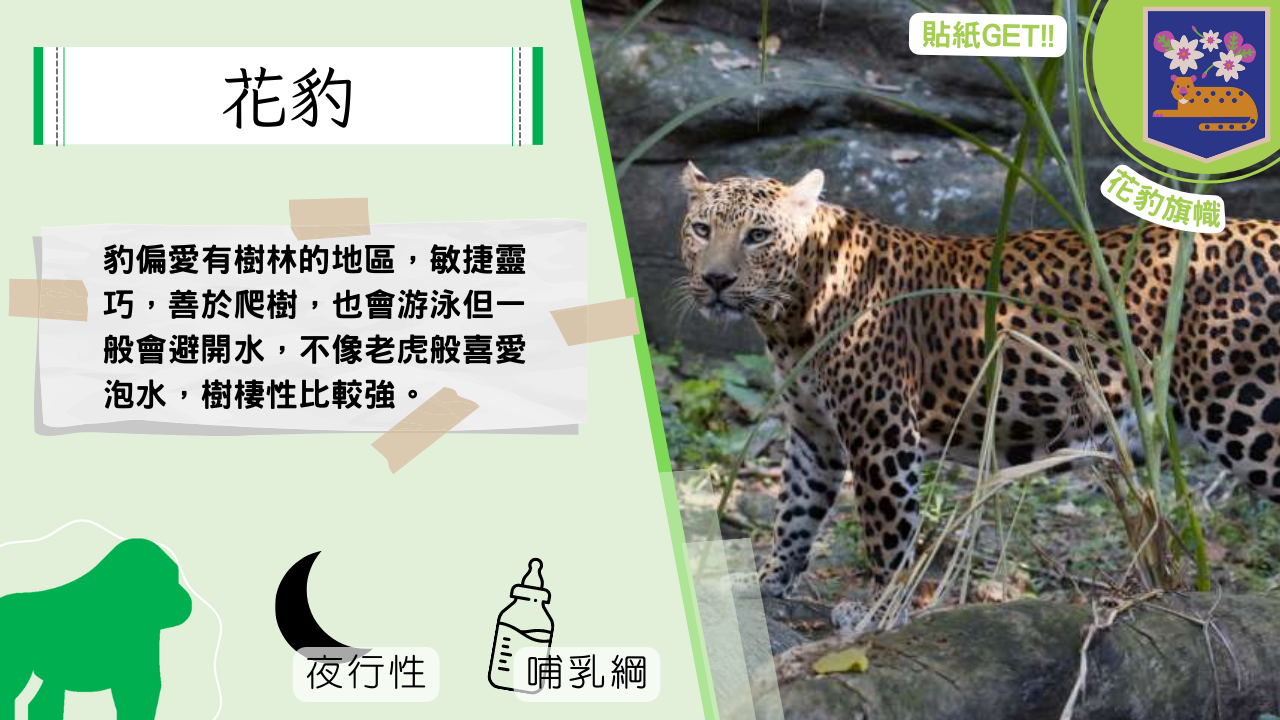 花豹
豹偏愛有樹林的地區，敏捷靈
巧，善於爬樹，也會游泳但一
般會避開水，不像老虎般喜愛
泡水，樹棲性比較強。
夜行性
哺乳綱
貼紙GET!!
花豹旗幟